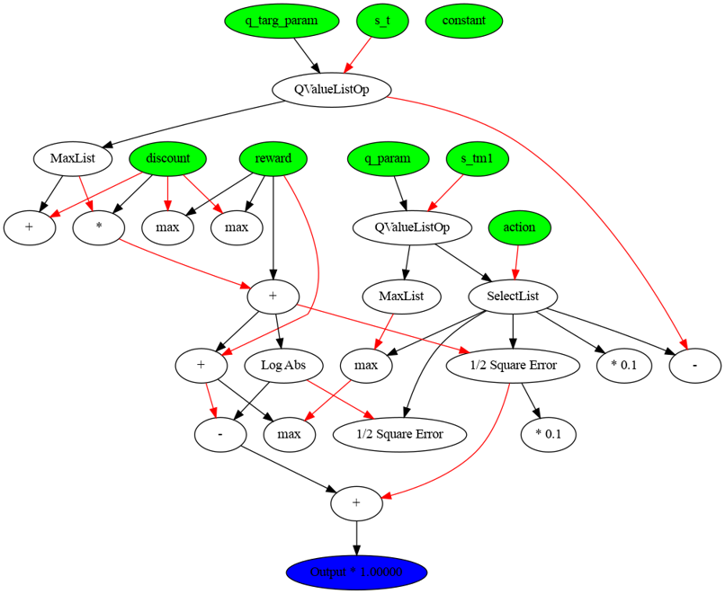 q_targ_param
s_t
constant
QValueListOp
MaxList
discount
reward
q_param
s_tm1
+
*
max
max
QValueListOp
action
+
MaxList
SelectList
+
Log Abs
max
1/2 Square Error
* 0.1
-
-
max
1/2 Square Error
* 0.1
+
Output * 1.00000